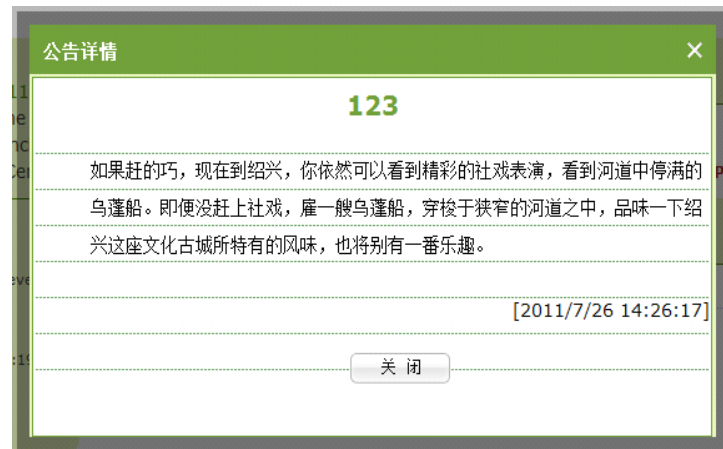 公告详情
123
如果赶的巧，现在到绍兴，你依然可以看到精彩的社戏表演，看到河道中停满的
乌蓬船。即便没赶上社戏，雇一艘乌蓬船，穿梭于狭窄的河道之中，品味一下绍
兴这座文化古城所特有的风味，也将别有一番乐趣。
[2011/7/26 14:26:17]
关 闭